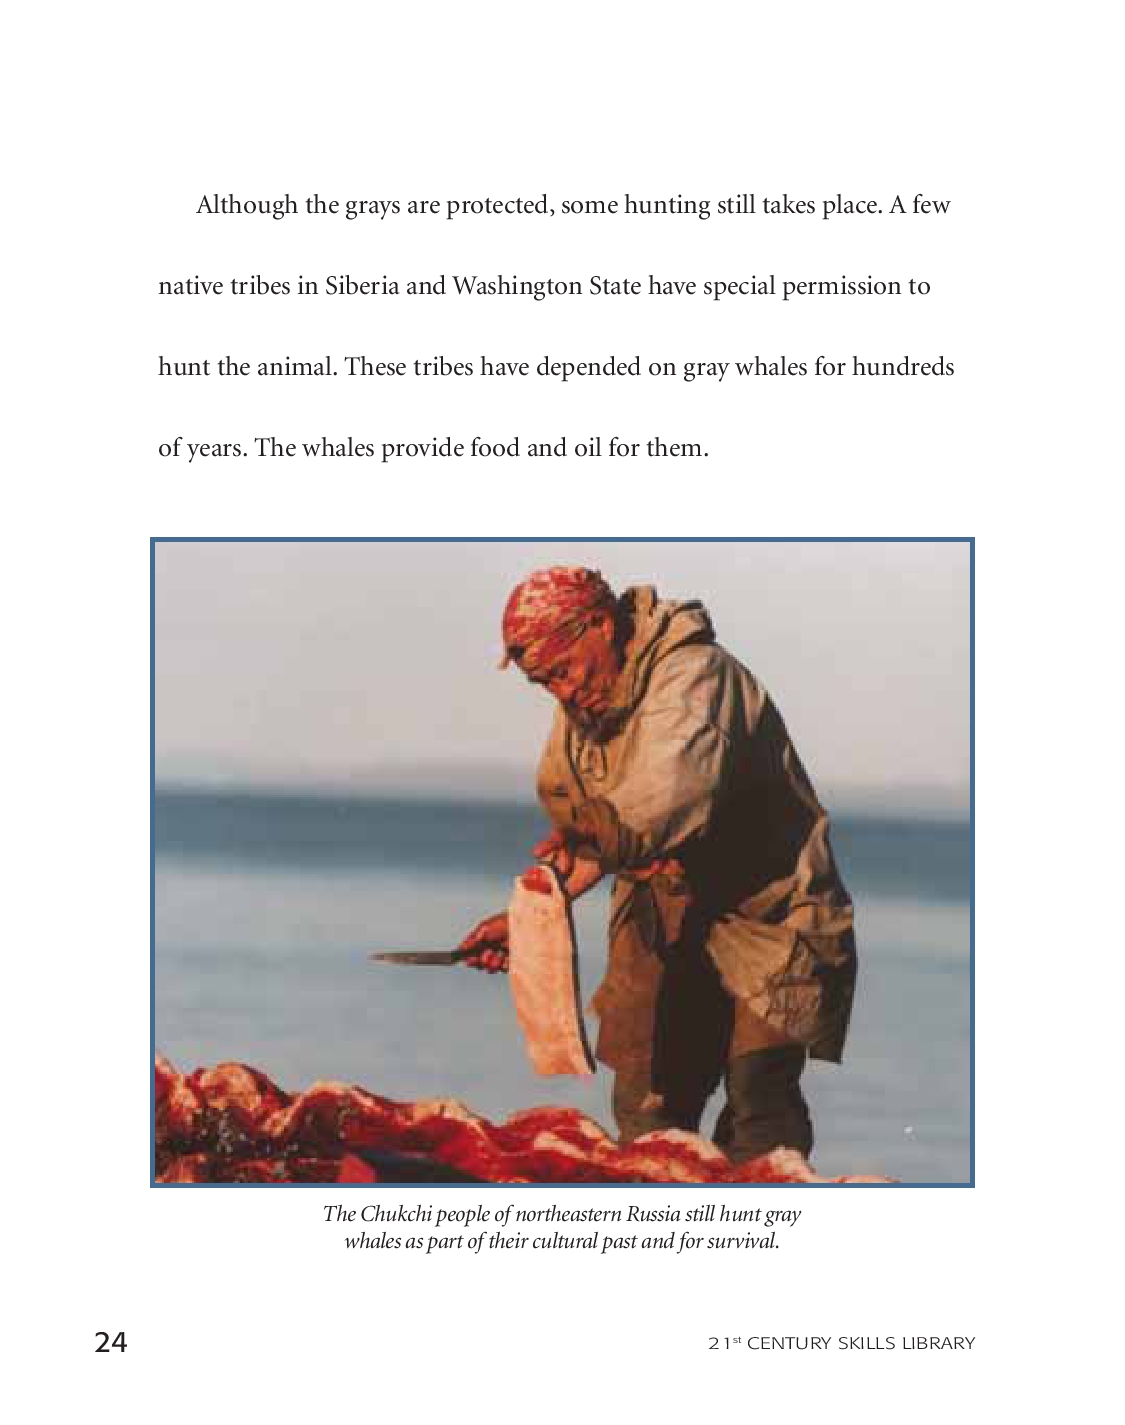 Although the grays are protected, some hunting still takes place. A few
native tribes in Siberia and Washington State have special permission to
hunt the animal. These tribes have depended on gray whales for hundreds
of years. The whales provide food and oil for them.
The Chukchi people of northeastern Russia still hunt gray
whales as part of their cultural past and for survival.
24
21st CENTURY SKILLS LIBRARY